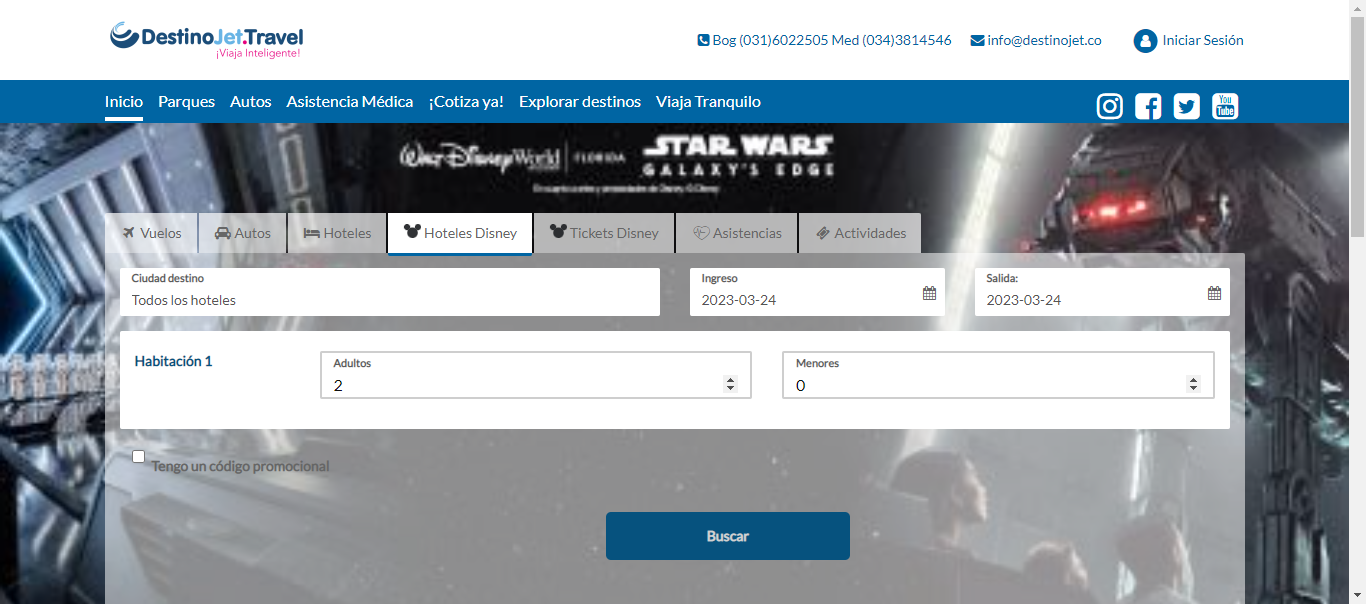 DestinoJet.Travel
¡Viaja Inteligente!
Bog (031)6022505 Med (034)3814546 info@destinojet.co Iniciar Sesión
Inicio Parques Autos Asistencia Médica ¡Cotiza ya! Explorar destinos Viaja Tranquilo
You Tube
Walt Disney World FLORIDA STAR WARS
GALAXY'S EDGE
Vuelos Autos Hoteles Hoteles Disney Tickets Disney Asistencias Actividades
Ciudad destino Ingreso Salida:
Todos los hoteles 2023-03-24 2023-03-24
Habitación 1 Adultos Menores
2 0
Tengo un código promocional
Buscar